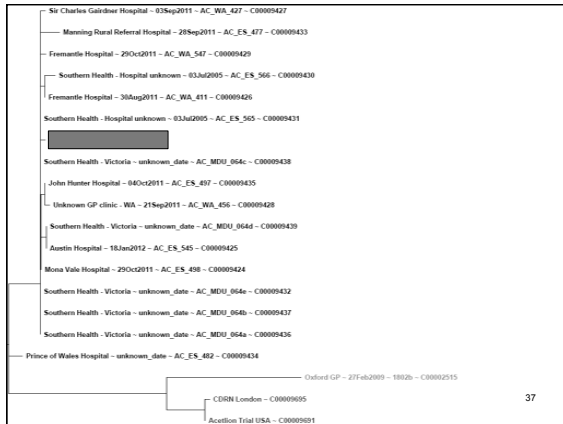 Sir Charles Gairdner Hospital ~ 03Sep2011 ~ AC_WA_427 ~ C00009427
Manning Rural Referral Hospital ~ 28Sep2011 ~ AC_ES_477 ~ C00009433
Fremantle Hospital ~ 29Oct2011 ~ AC_WA_547 ~ C00009429
Southern Health - Hospital unknown ~ 03Jul2005 ~ AC_ES_566 ~ C00009430
Fremantle Hospital ~ 30Aug2011 ~ AC_WA_411 ~ C00009426
Southern Health - Hospital unknown ~ 03Jul2005 ~ AC_ES_565 ~ C00009431
Southern Health - Victoria ~ unknown_date ~ AC_MDU_064c ~ C00009438
John Hunter Hospital ~ 04Oct2011 ~ AC_ES_497 ~ C00009435
Unknown GP clinic - WA ~ 21Sep2011 ~ AC_WA_456 ~ C00009428
Southern Health - Victoria ~ unknown_date ~ AC_MDU_064d ~ C00009439
Austin Hospital ~ 18Jan2012 ~ AC_ES_545 ~ C00009425
Mona Vale Hospital ~ 29Oct2011 ~ AC_ES_498 ~ C00009424
Southern Health - Victoria ~ unknown_date ~ AC_MDU_064e ~ C00009432
Southern Health - Victoria ~ unknown_date ~ AC_MDU_064b ~ C00009437
Southern Health - Victoria ~ unknown_date ~ AC_MDU_064a ~ C00009436
Prince of Wales Hospital ~ unknown_date ~ AC_ES_482 ~ C00009434
Oxford GP ~ 27Feb2009 ~ 1802b ~ C00002515
CDRN London ~ C00009695
37
Acetlion Trial USA ~ C00009691